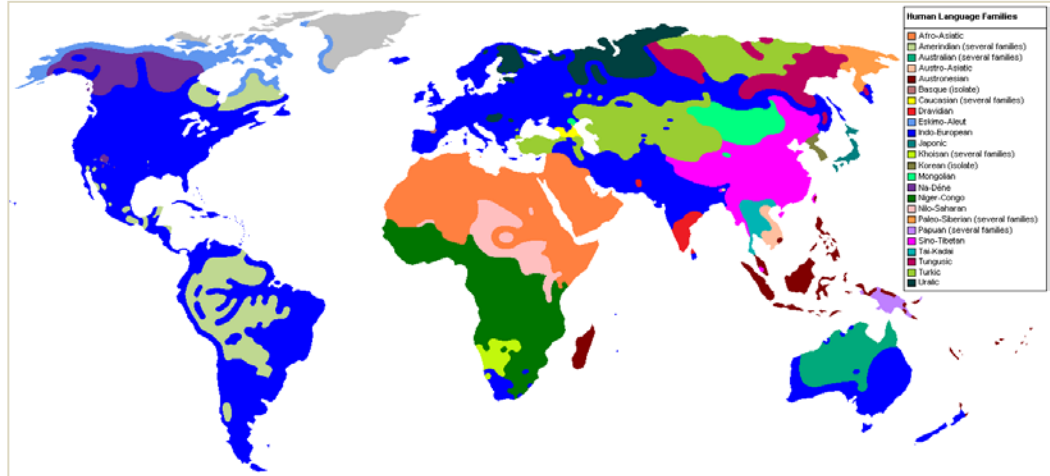 Human Language Families
Afro-Asiatic
Amerindian (several families)
Australian (several families)
Austro-Asiatic
Austronesian
Basque (isolate)
Caucasian (several families)
Dravidian
Eskimo-Aleut
Indo-European
Japonic
Khoisan (several families)
Korean (isolate)
Mongolian
Na-Déne
Niger-Congo
Nilo-Saharan
Paleo-Siberian (several families)
Papuan (several families)
Sino-Tibetan
Tai-Kadai
Tungusic
Turkic
Uralic